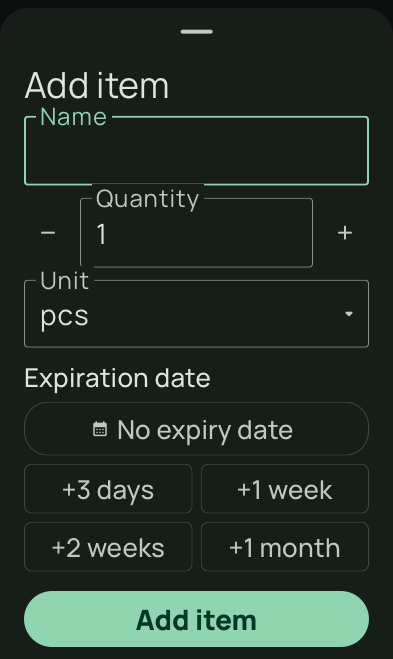 Add item
Name
Quantity
− 1 +
Unit
pcs
Expiration date
No expiry date
+3 days +1 week
+2 weeks +1 month
Add item